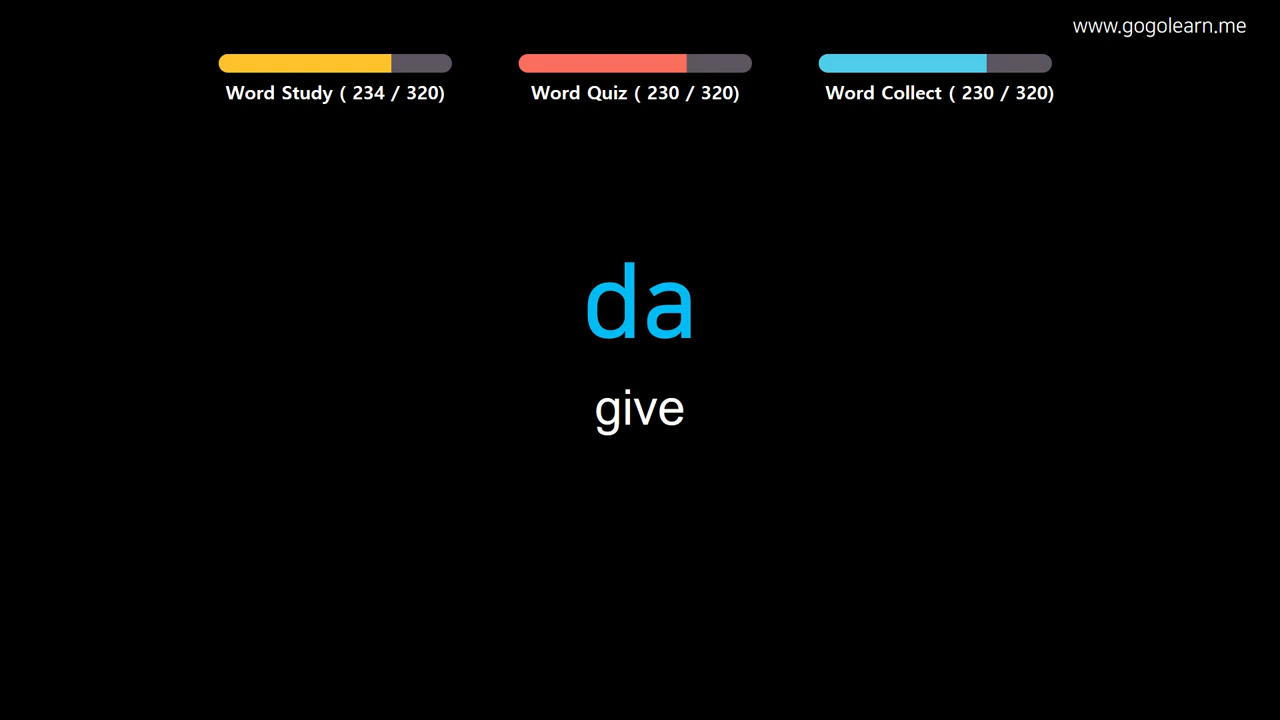 www.gogolearn.me
Word Study ( 234 / 320)
Word Quiz ( 230 / 320)
Word Collect ( 230 / 320)
da
give